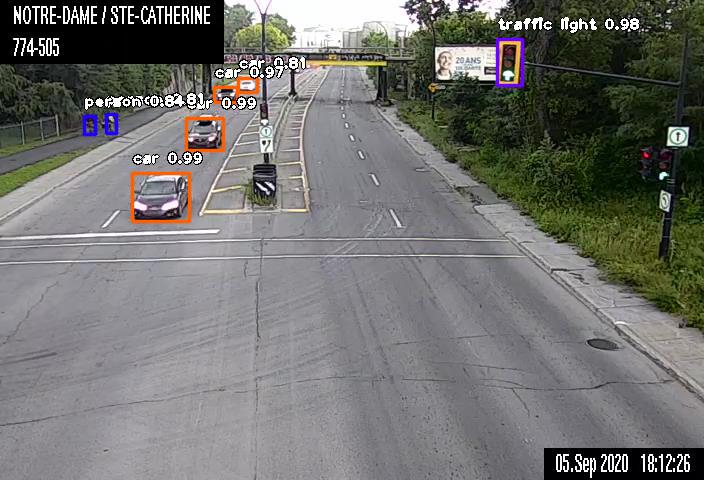 NOTRE-DAME / STE-CATHERINE
774-505
traffic light 0.98
car 0.81
car 0.97
car 0.99
car 0.99
20 ANS
05.Sep 2020 18:12:26